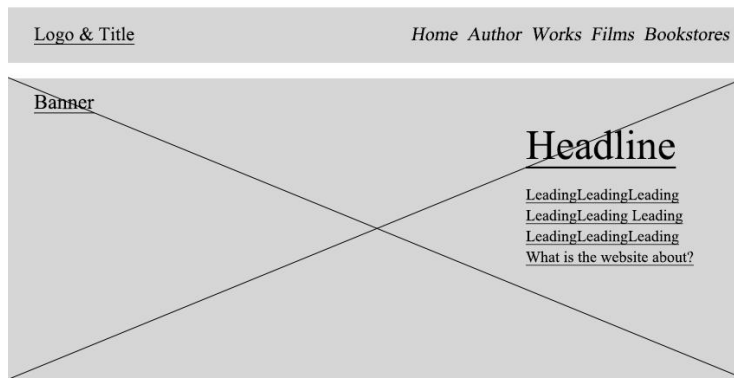 Logo & Title
Home Author Works Films Bookstores
Banner
Headline
LeadingLeadingLeading
LeadingLeading Leading
LeadingLeadingLeading
What is the website about?